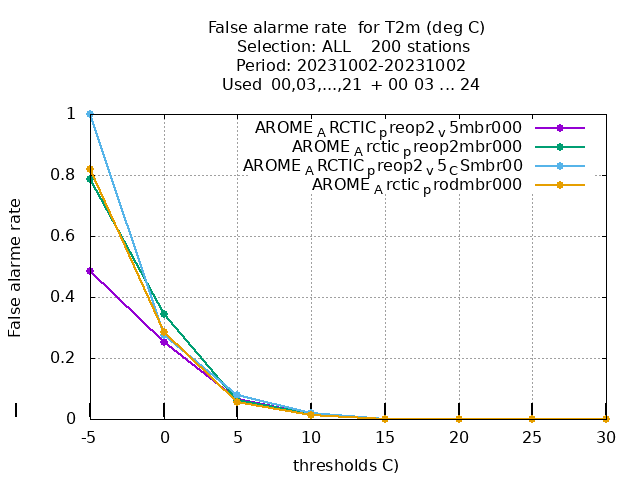 False alarme rate for T2m (deg C)
Selection: ALL 200 stations
Period: 20231002-20231002
Used 00,03,...,21 + 00 03 ... 24
AROME_ARCTIC_preop2_v5mbr000
AROME_Arctic_preop2mbr000
AROME_ARCTIC_preop2_v5_CSmbr00
AROME_Arctic_prodmbr000
False alarme rate
1
0.8
0.6
0.4
0.2
0
-5 0 5 10 15 20 25 30
thresholds C)